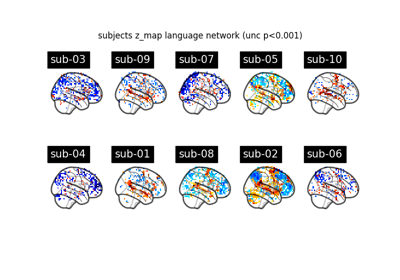 subjects z_map language network (unc p<0.001)
sub-03 sub-09 sub-07 sub-05 sub-10
sub-04 sub-01 sub-08 sub-02 sub-06